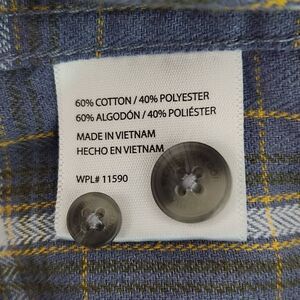 60% COTTON / 40% POLYESTER
60% ALGODÓN / 40% POLIÉSTER
MADE IN VIETNAM
HECHO EN VIETNAM
WPL# 11590